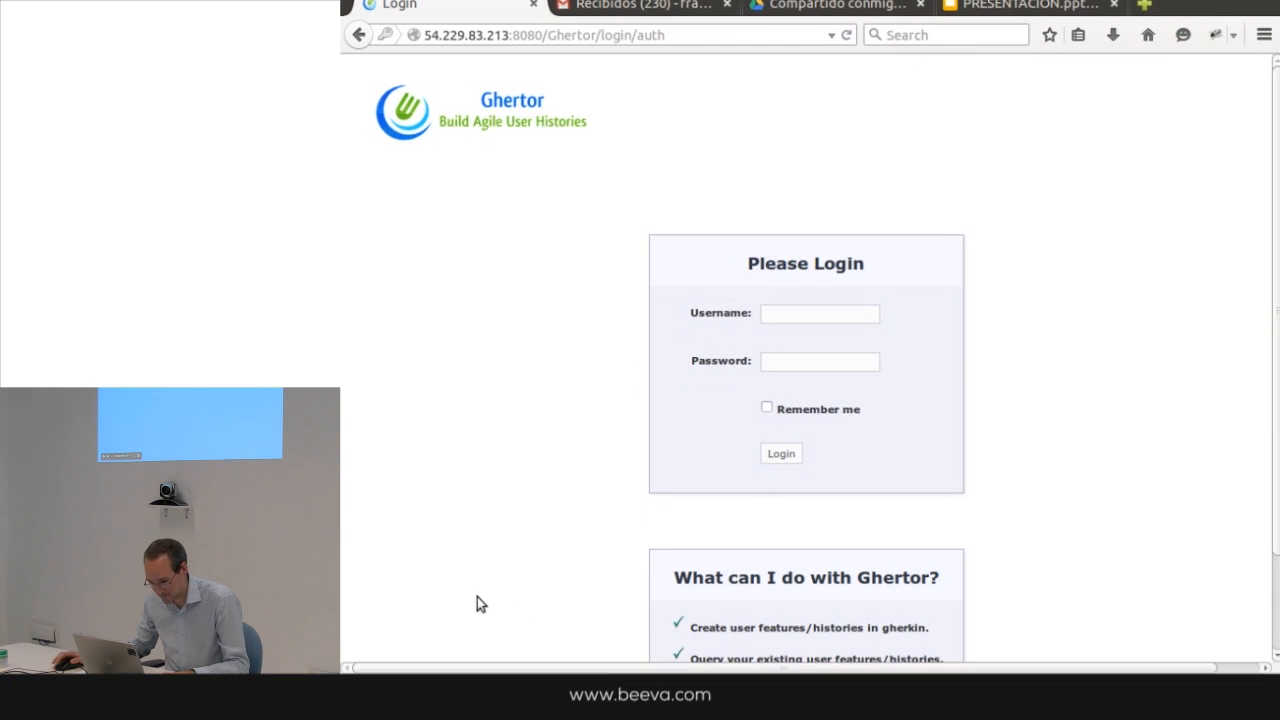 Login
Recibidos (230) - fra...
Compartido conmig...
PRESENTACION.ppt...
54.229.83.213:8080/Ghertor/login/auth
Search
Ghertor
Build Agile User Histories
Please Login
Username:
Password:
Remember me
Login
What can I do with Ghertor?
Create user features/histories in gherkin.
Query your existing user features/histories.
www.beeva.com